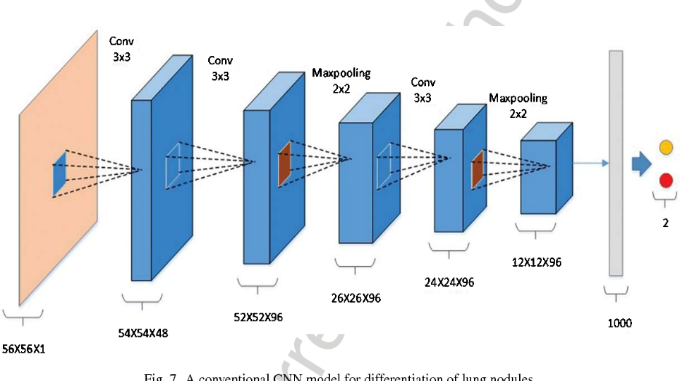 Conv
3x3
Conv
3x3
Maxpooling
2x2
Conv
3x3
Maxpooling
2x2
56X56X1
54X54X48
52X52X96
26X26X96
24X24X96
12X12X96
1000
2
Fig. 7. A conventional CNN model for differentiation of lung nodules